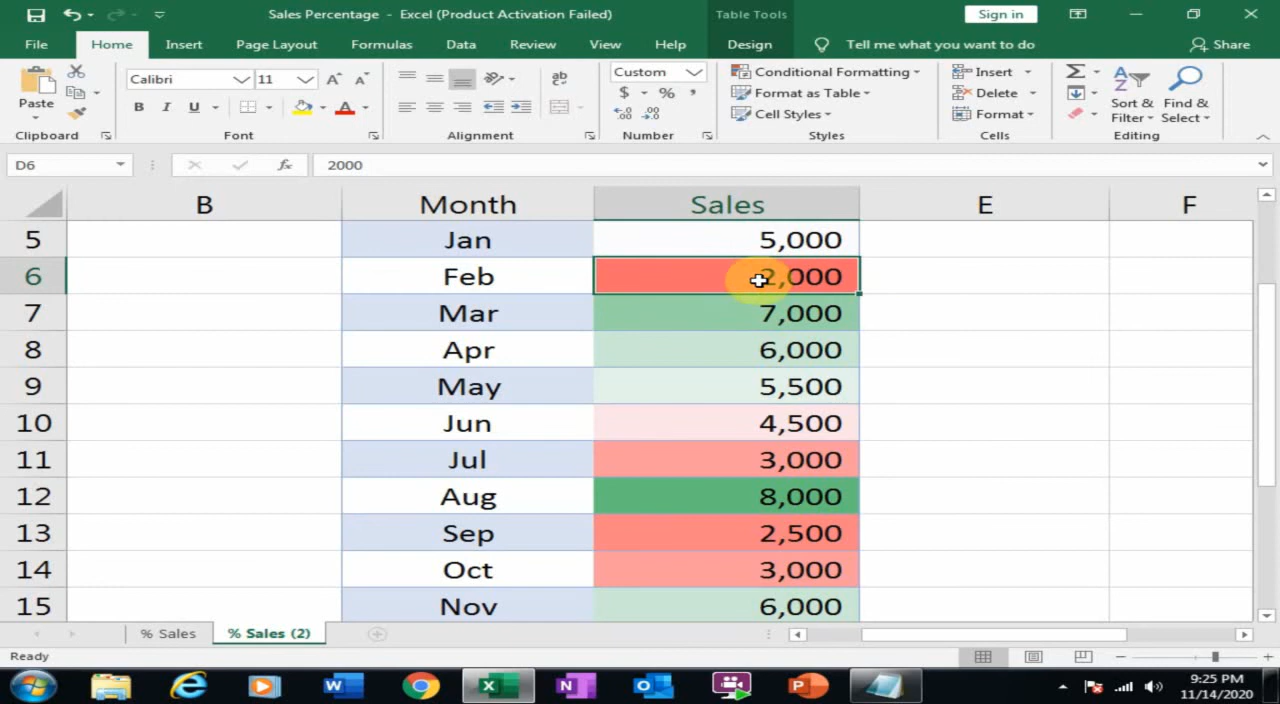 Sales Percentage - Excel (Product Activation Failed)
Table Tools
Sign in
File Home Insert Page Layout Formulas Data Review View Help Design Tell me what you want to do Share
Paste
Calibri 11
B I U A
ab
Custom
$ % ,
Conditional Formatting
Format as Table
Cell Styles
Insert
Delete
Format
Σ
Sort & Filter
Find & Select
Clipboard Font Alignment Number Styles Cells Editing
D6 fx 2000
B Month Sales E F
5 Jan 5,000
6 Feb 2,000
7 Mar 7,000
8 Apr 6,000
9 May 5,500
10 Jun 4,500
11 Jul 3,000
12 Aug 8,000
13 Sep 2,500
14 Oct 3,000
15 Nov 6,000
% Sales % Sales (2)
Ready
9:25 PM
11/14/2020